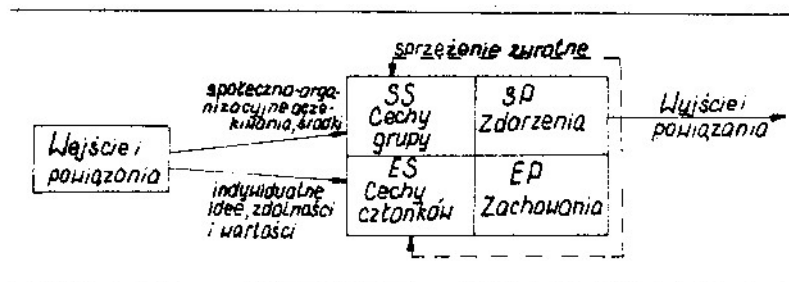 sprzężenie zwrotne
społeczno-orga-
nizacyjne ocze-
kiwania, środki
Wejście i
powiązania
indywidualne
idee, zdolności
i wartości
SS
Cechy
grupy
SP
Zdarzenia
ES
Cechy
członków
EP
Zachowania
Wyjście i
powiązania